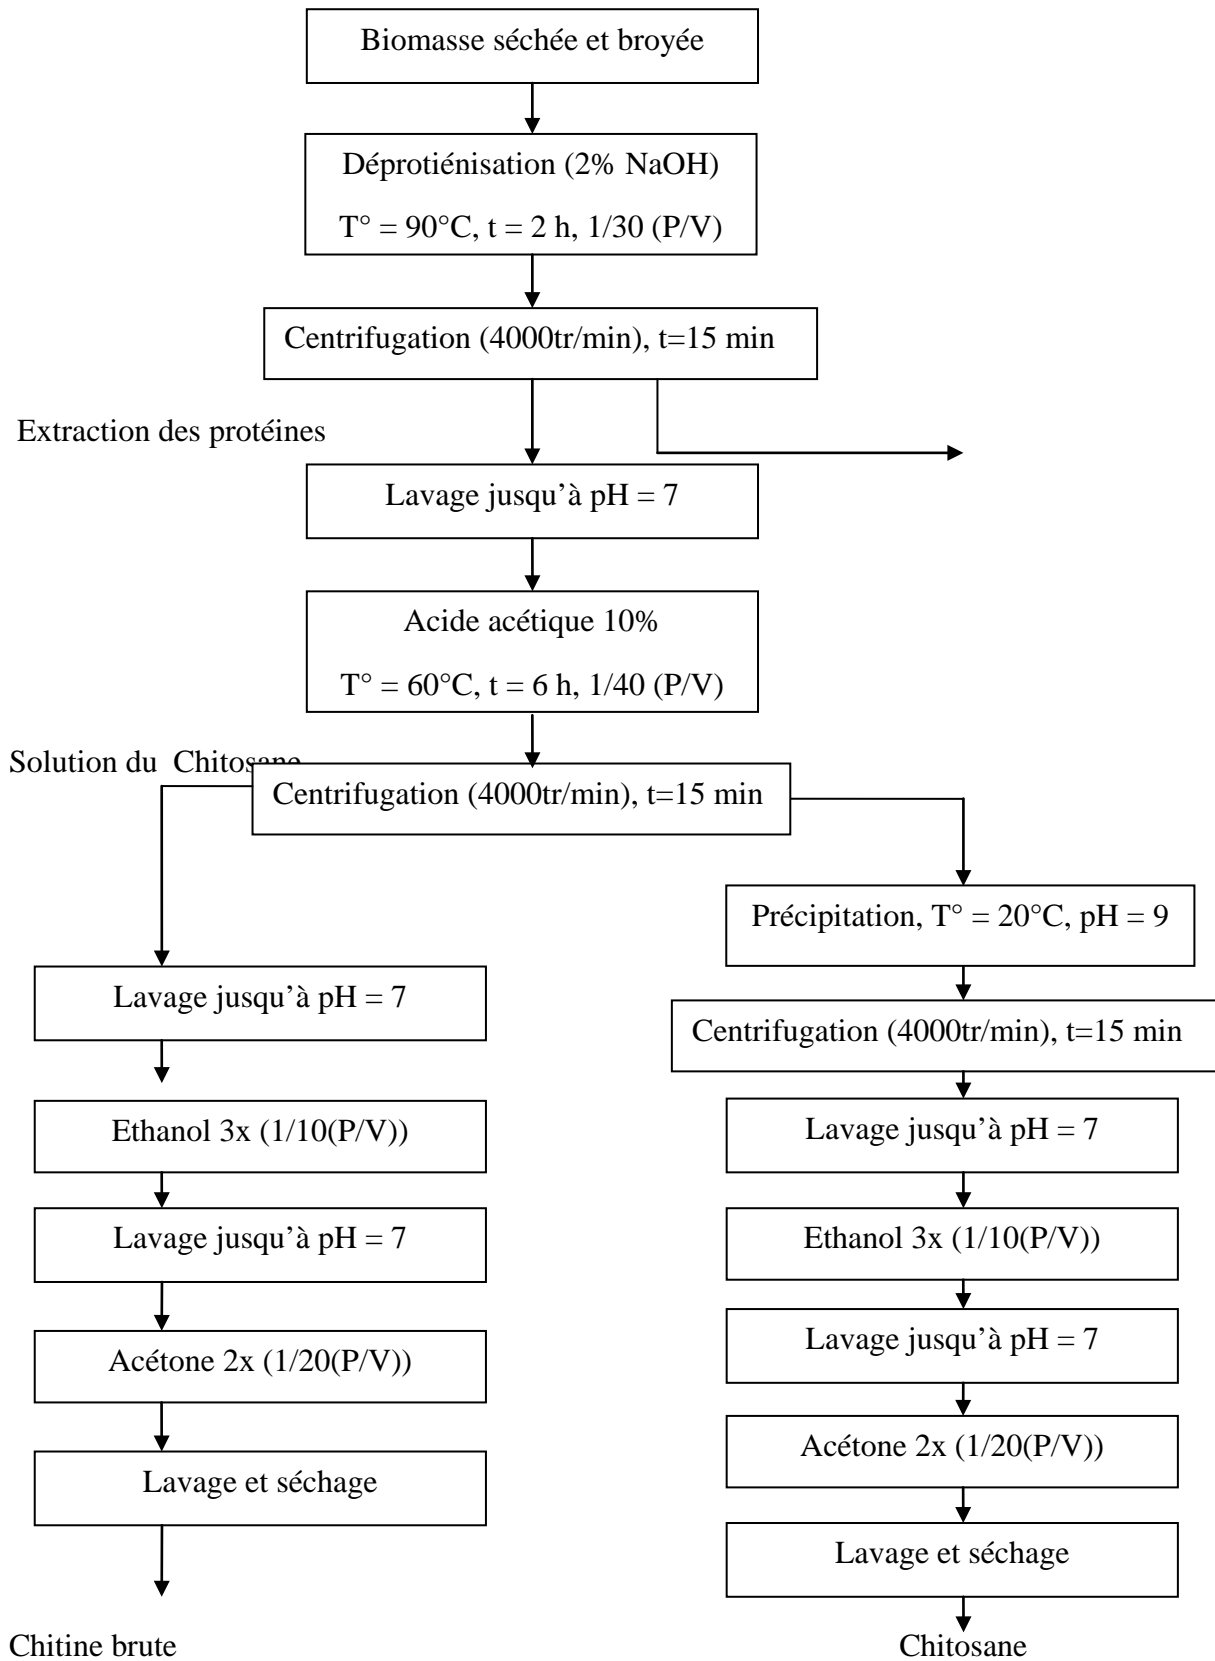 Biomasse séchée et broyée
Déprotiénisation (2% NaOH)
T° = 90°C, t = 2 h, 1/30 (P/V)
Centrifugation (4000tr/min), t=15 min
Extraction des protéines
Lavage jusqu’à pH = 7
Acide acétique 10%
T° = 60°C, t = 6 h, 1/40 (P/V)
Solution du Chitosane
Centrifugation (4000tr/min), t=15 min
Lavage jusqu’à pH = 7
Ethanol 3x (1/10(P/V))
Lavage jusqu’à pH = 7
Acétone 2x (1/20(P/V))
Lavage et séchage
Chitine brute
Précipitation, T° = 20°C, pH = 9
Centrifugation (4000tr/min), t=15 min
Lavage jusqu’à pH = 7
Ethanol 3x (1/10(P/V))
Lavage jusqu’à pH = 7
Acétone 2x (1/20(P/V))
Lavage et séchage
Chitosane